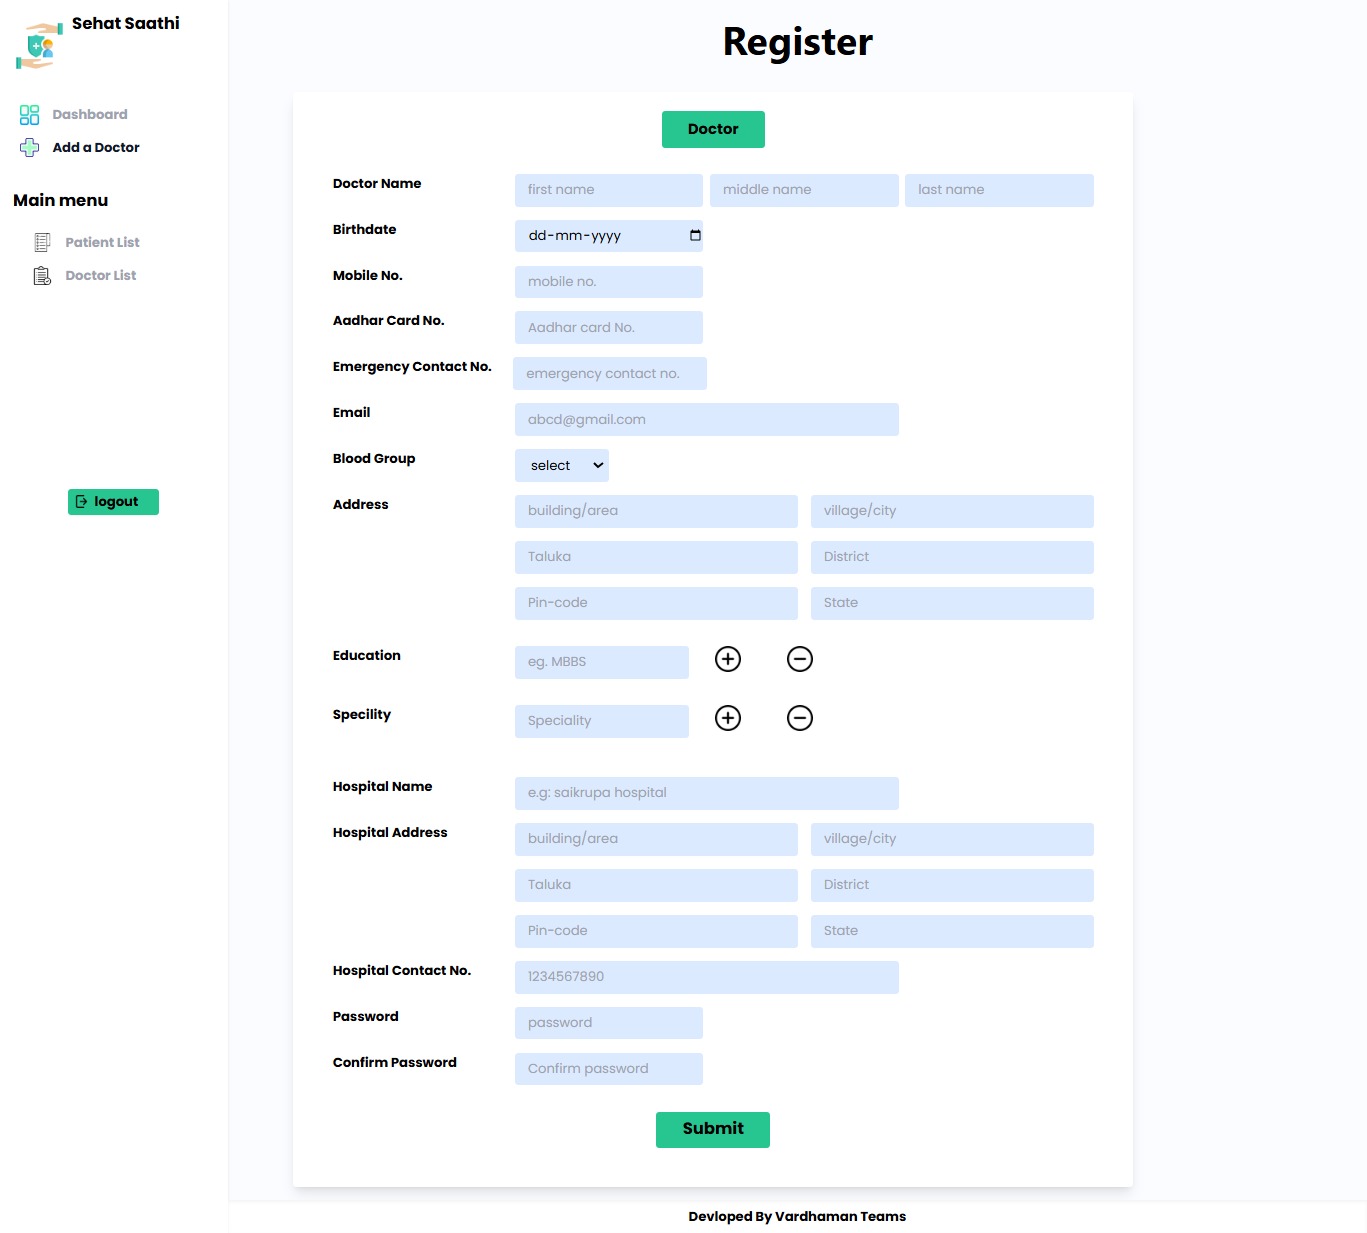 Sehat Saathi
Dashboard
Add a Doctor
Main menu
Patient List
Doctor List
logout
Register
Doctor
Doctor Name first name middle name last name
Birthdate dd-mm-yyyy
Mobile No. mobile no.
Aadhar Card No. Aadhar card No.
Emergency Contact No. emergency contact no.
Email abcd@gmail.com
Blood Group select
Address building/area village/city
Taluka District
Pin-code State
Education eg. MBBS
Specility Speciality
Hospital Name e.g: saikrupa hospital
Hospital Address building/area village/city
Taluka District
Pin-code State
Hospital Contact No. 1234567890
Password password
Confirm Password Confirm password
Submit
Devloped By Vardhaman Teams